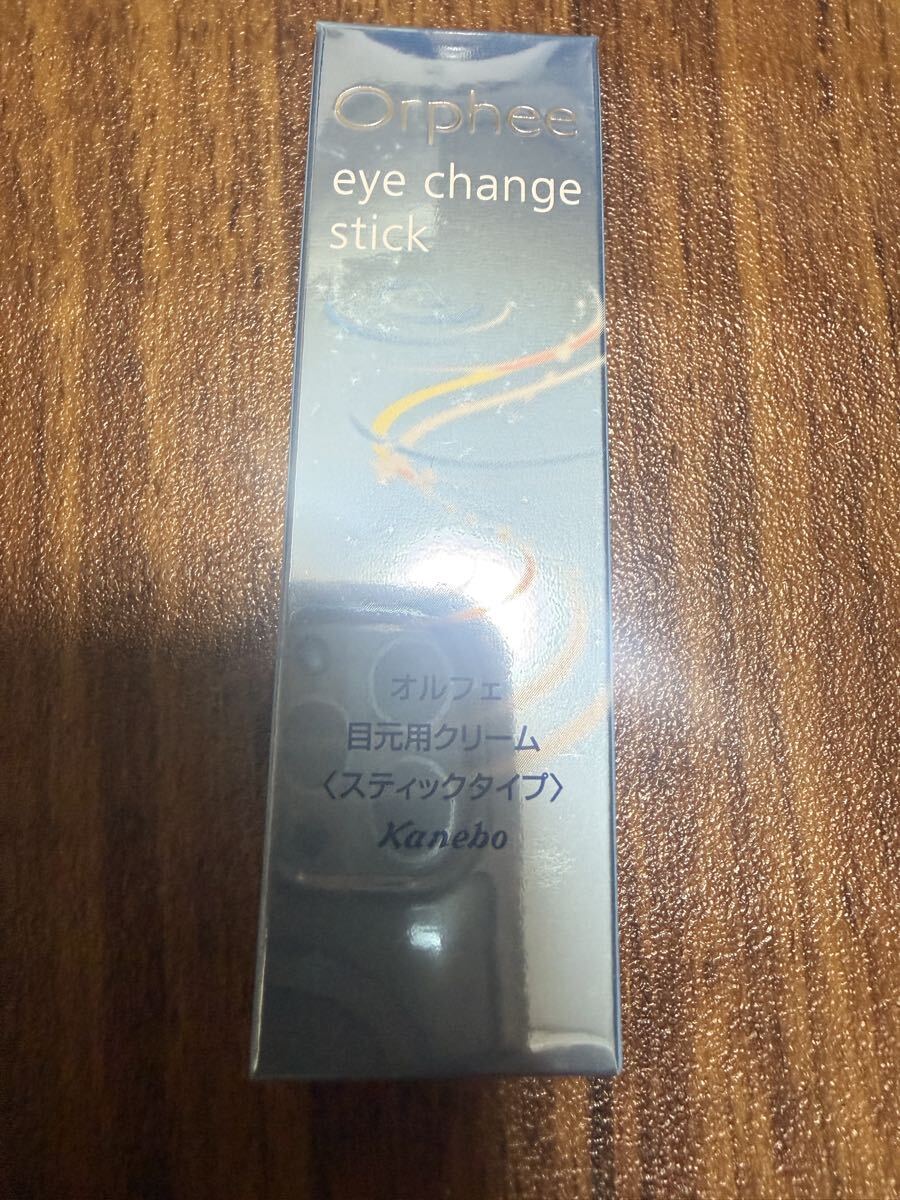 Orphee
eye change
stick
オルフェ
目元用クリーム
〈スティックタイプ〉
Kanebo